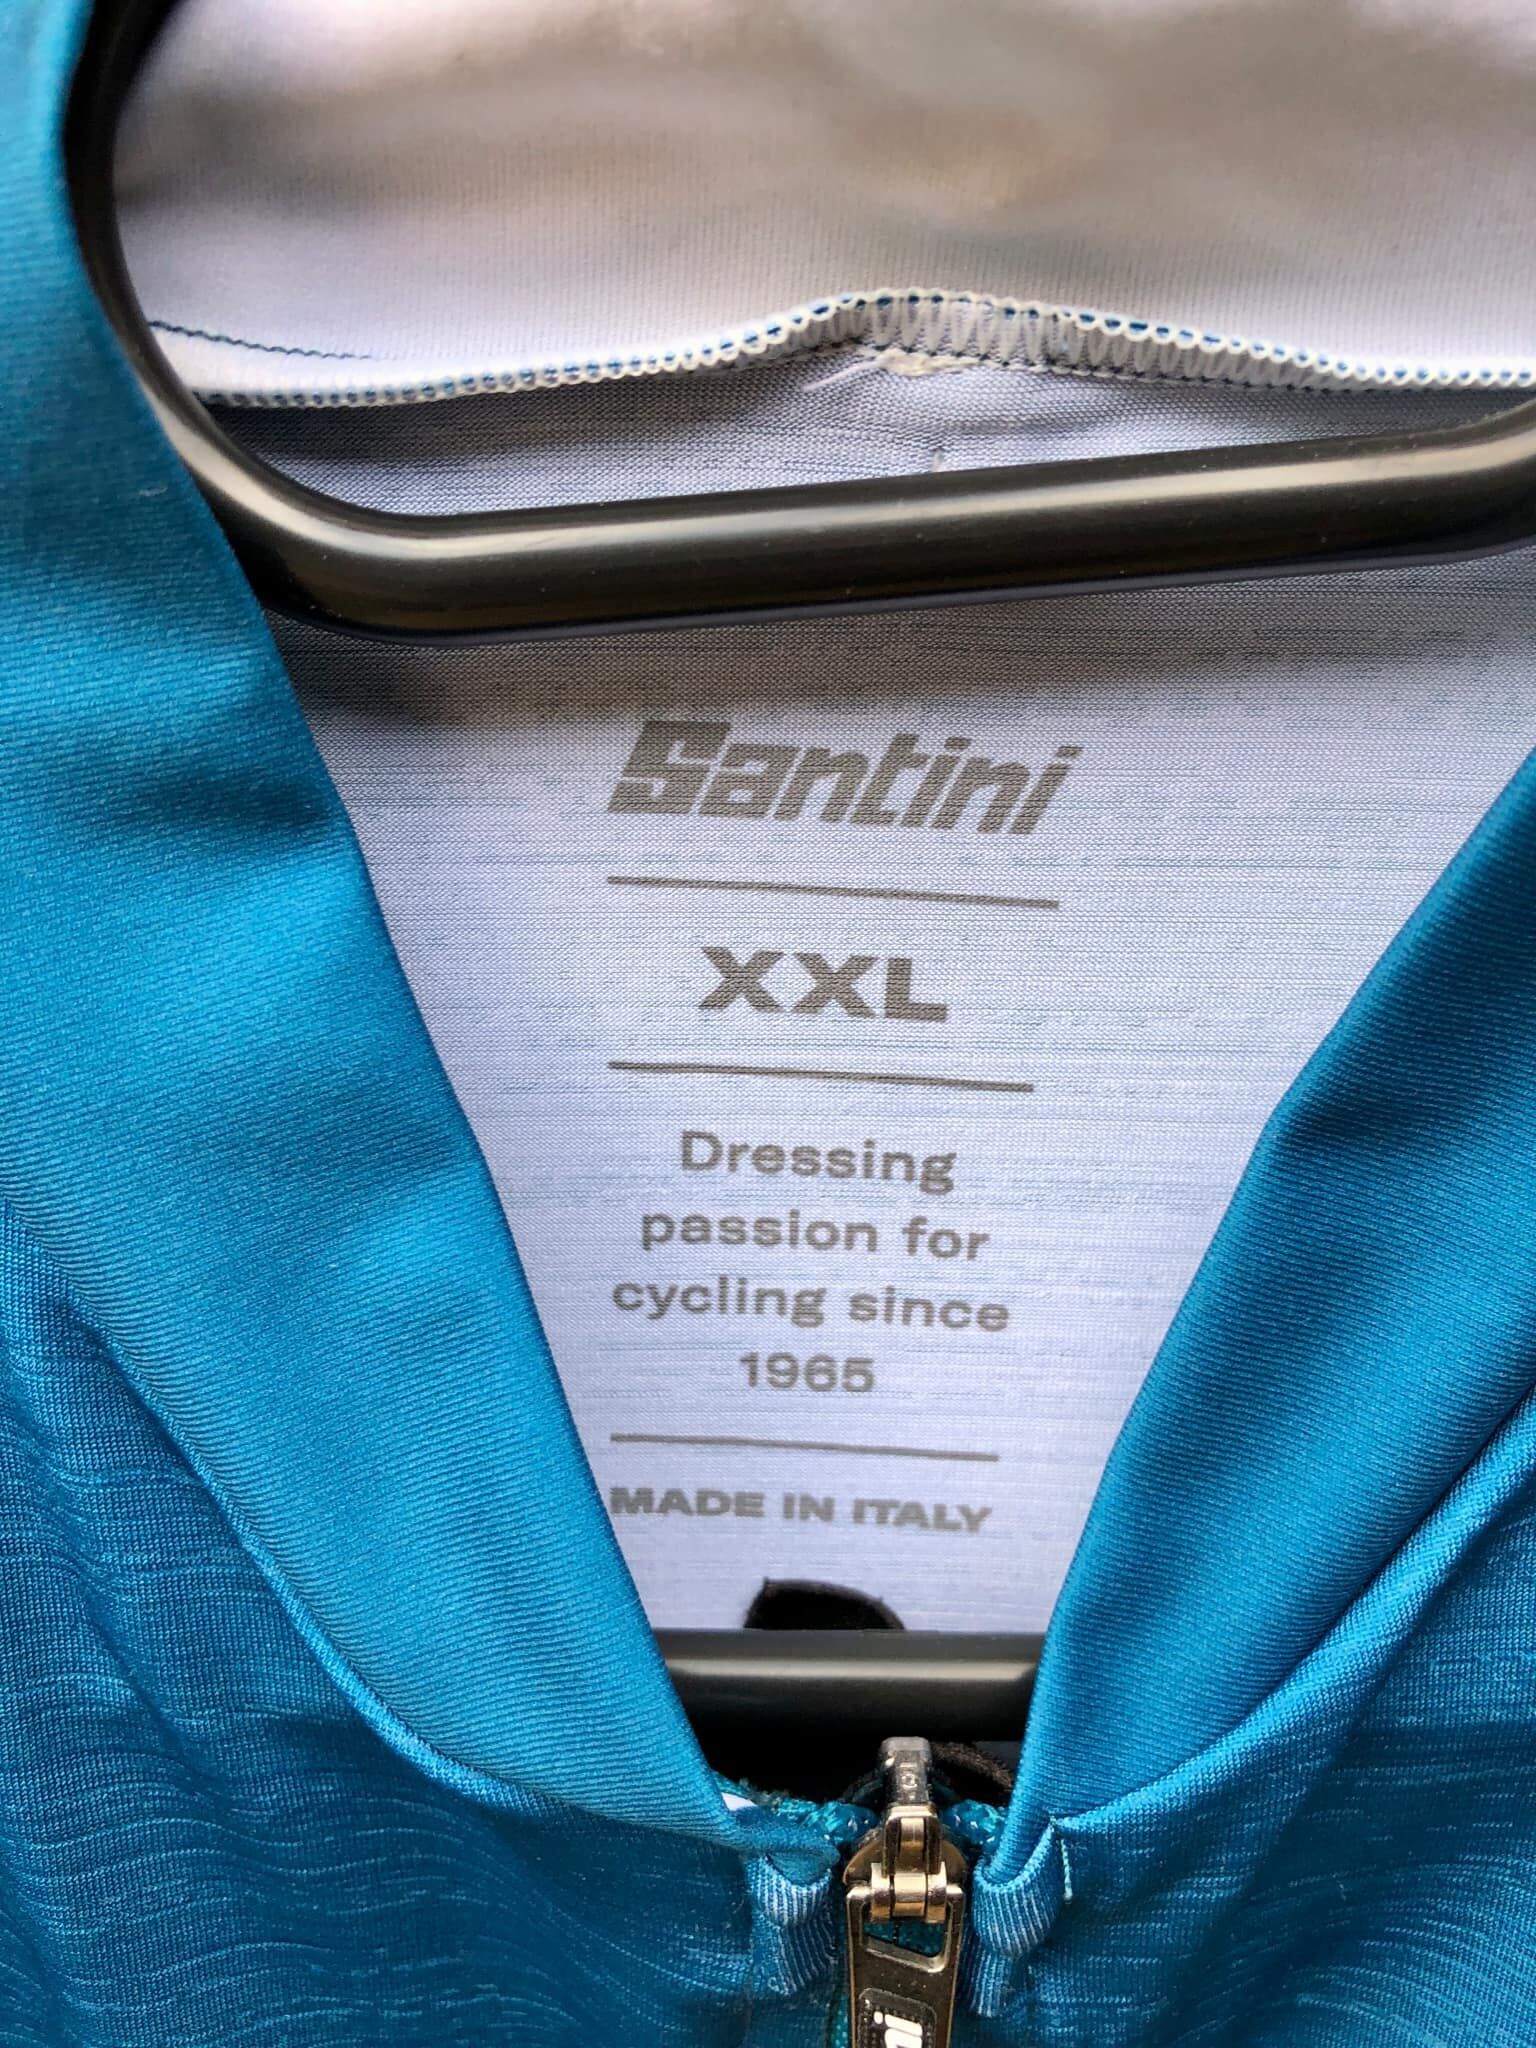 Santini
XXL
Dressing
passion for
cycling since
1965
MADE IN ITALY